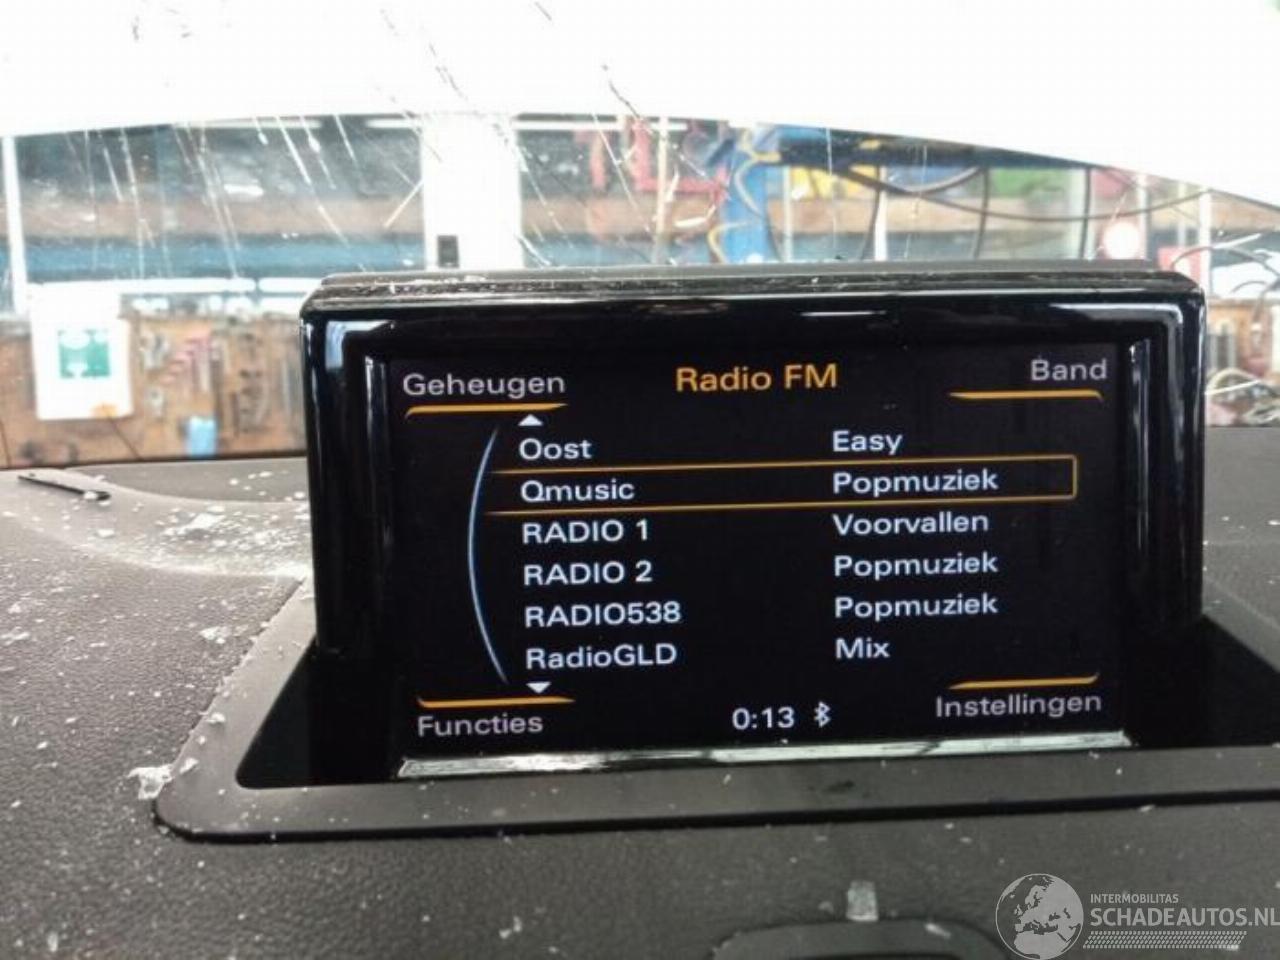 Geheugen Radio FM Band
Oost Easy
Qmusic Popmuziek
RADIO 1 Voorvallen
RADIO 2 Popmuziek
RADIO538 Popmuziek
RadioGLD Mix
Functies 0:13 Instellingen
INTERMOBILITAS
SCHADEAUTOS.NL